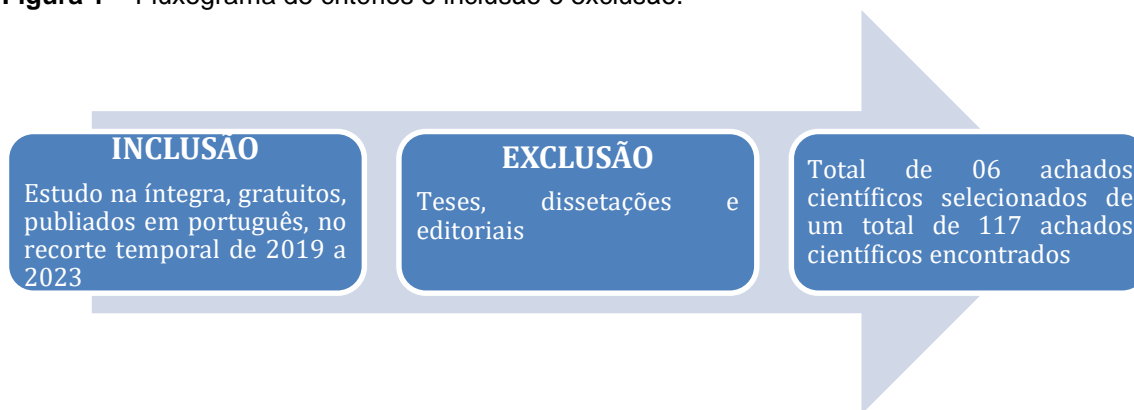 Figura 1 – Fluxograma de critérios e inclusão e exclusão.
INCLUSÃO
Estudo na íntegra, gratuitos,
publiados em português, no
recorte temporal de 2019 a
2023
EXCLUSÃO
Teses, dissetações e
editoriais
Total de 06 achados
científicos selecionados de
um total de 117 achados
científicos encontrados